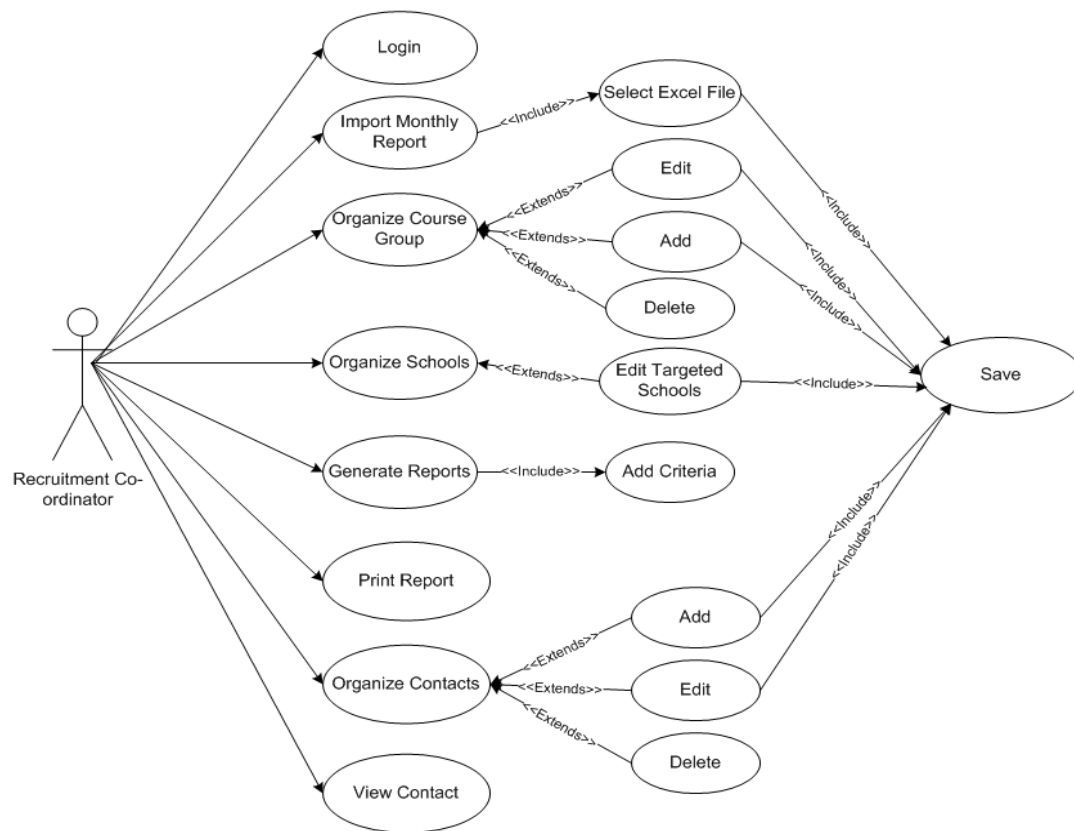 Login
Import Monthly
Report
<<Include>>
Select Excel File
Organize Course
Group
<<Extends>>
Edit
<<Extends>>
Add
<<Extends>>
Delete
<<Include>>
<<Include>>
<<Include>>
Recruitment Co-
ordinator
Organize Schools
<<Extends>>
Edit Targeted
Schools
<<Include>>
Save
Generate Reports
<<Include>>
Add Criteria
Print Report
Organize Contacts
<<Extends>>
Add
<<Extends>>
Edit
<<Extends>>
Delete
<<Include>>
<<Include>>
View Contact